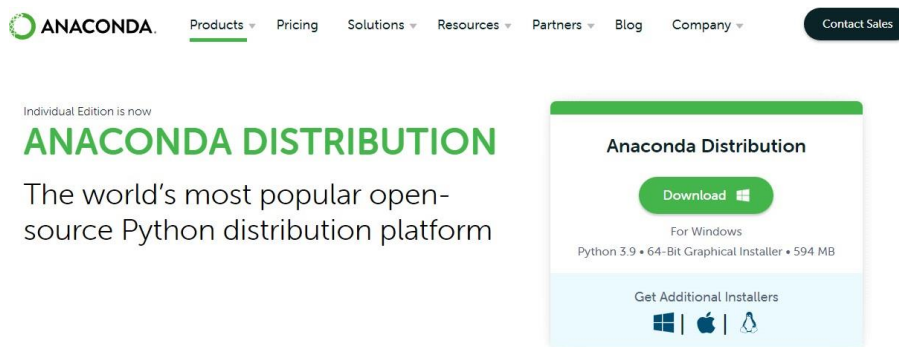 ANACONDA. Products Pricing Solutions Resources Partners Blog Company Contact Sales
Individual Edition is now
ANACONDA DISTRIBUTION
The world's most popular open-
source Python distribution platform
Anaconda Distribution
Download
For Windows
Python 3.9 • 64-Bit Graphical Installer • 594 MB
Get Additional Installers